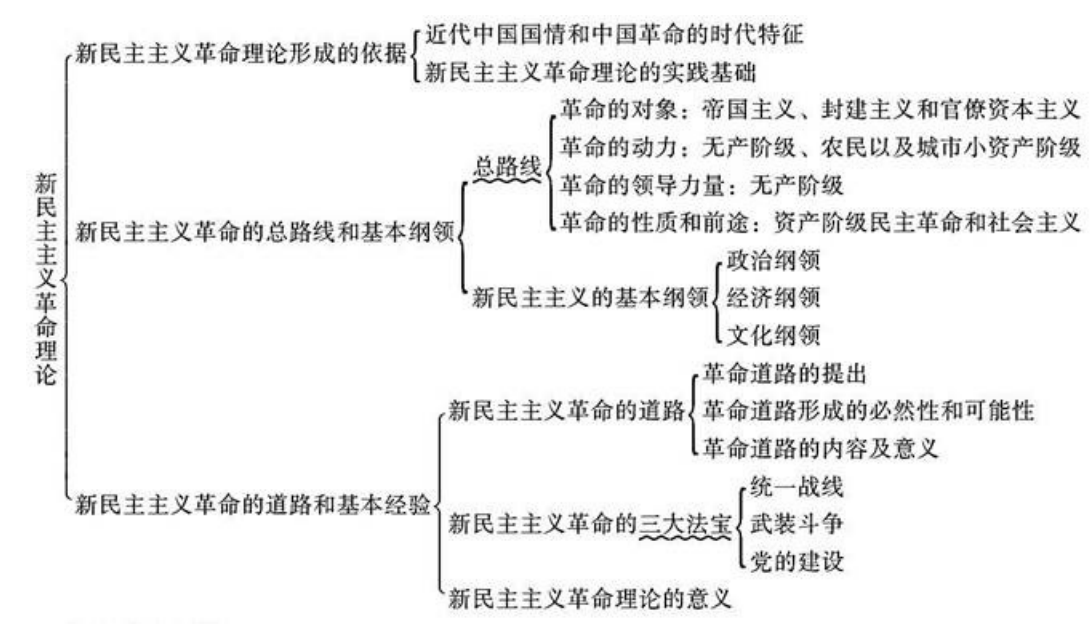 新民主主义革命理论
新民主主义革命理论形成的依据
近代中国国情和中国革命的时代特征
新民主主义革命理论的实践基础
新民主主义革命的总路线和基本纲领
总路线
革命的对象：帝国主义、封建主义和官僚资本主义
革命的动力：无产阶级、农民以及城市小资产阶级
革命的领导力量：无产阶级
革命的性质和前途：资产阶级民主革命和社会主义
新民主主义的基本纲领
政治纲领
经济纲领
文化纲领
新民主主义革命的道路和基本经验
新民主主义革命的道路
革命道路的提出
革命道路形成的必然性和可能性
革命道路的内容及意义
新民主主义革命的三大法宝
统一战线
武装斗争
党的建设
新民主主义革命理论的意义